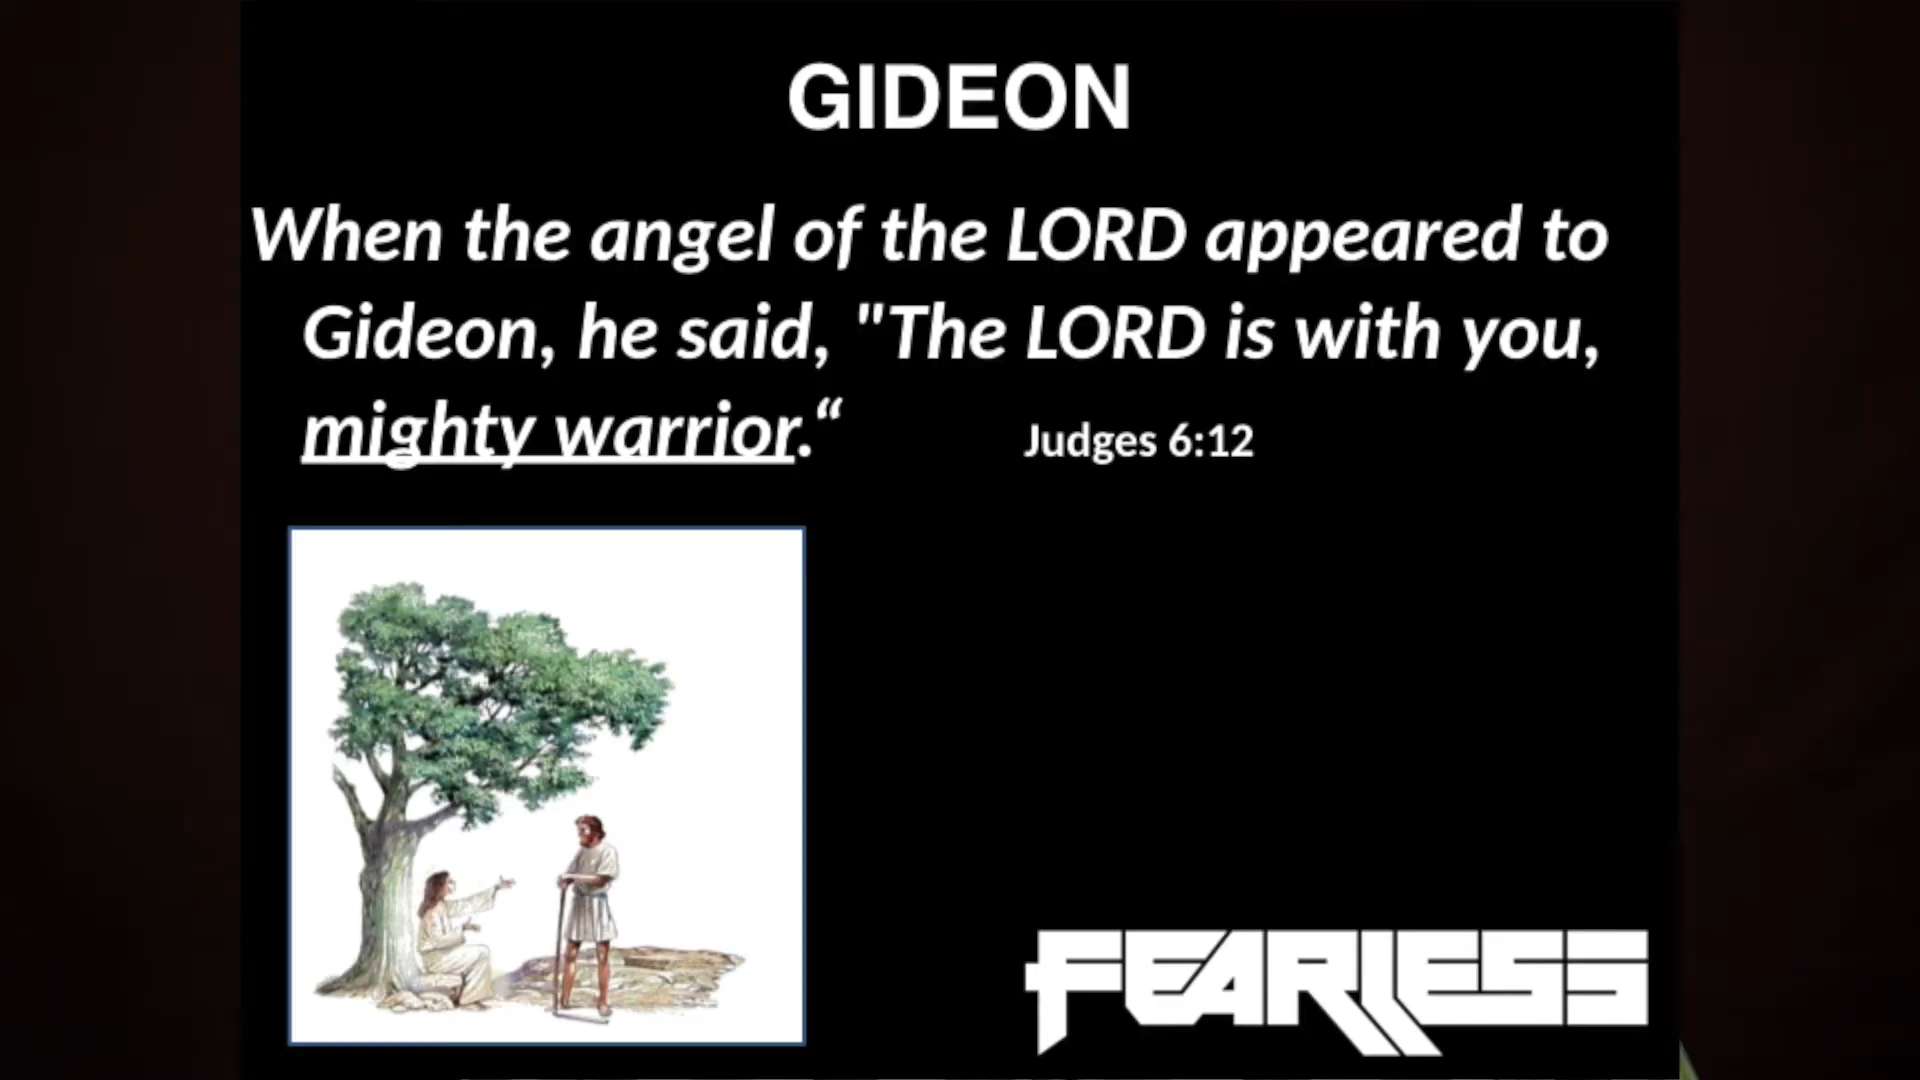 GIDEON
When the angel of the LORD appeared to
Gideon, he said, "The LORD is with you,
mighty warrior.“ Judges 6:12
FEARLESS